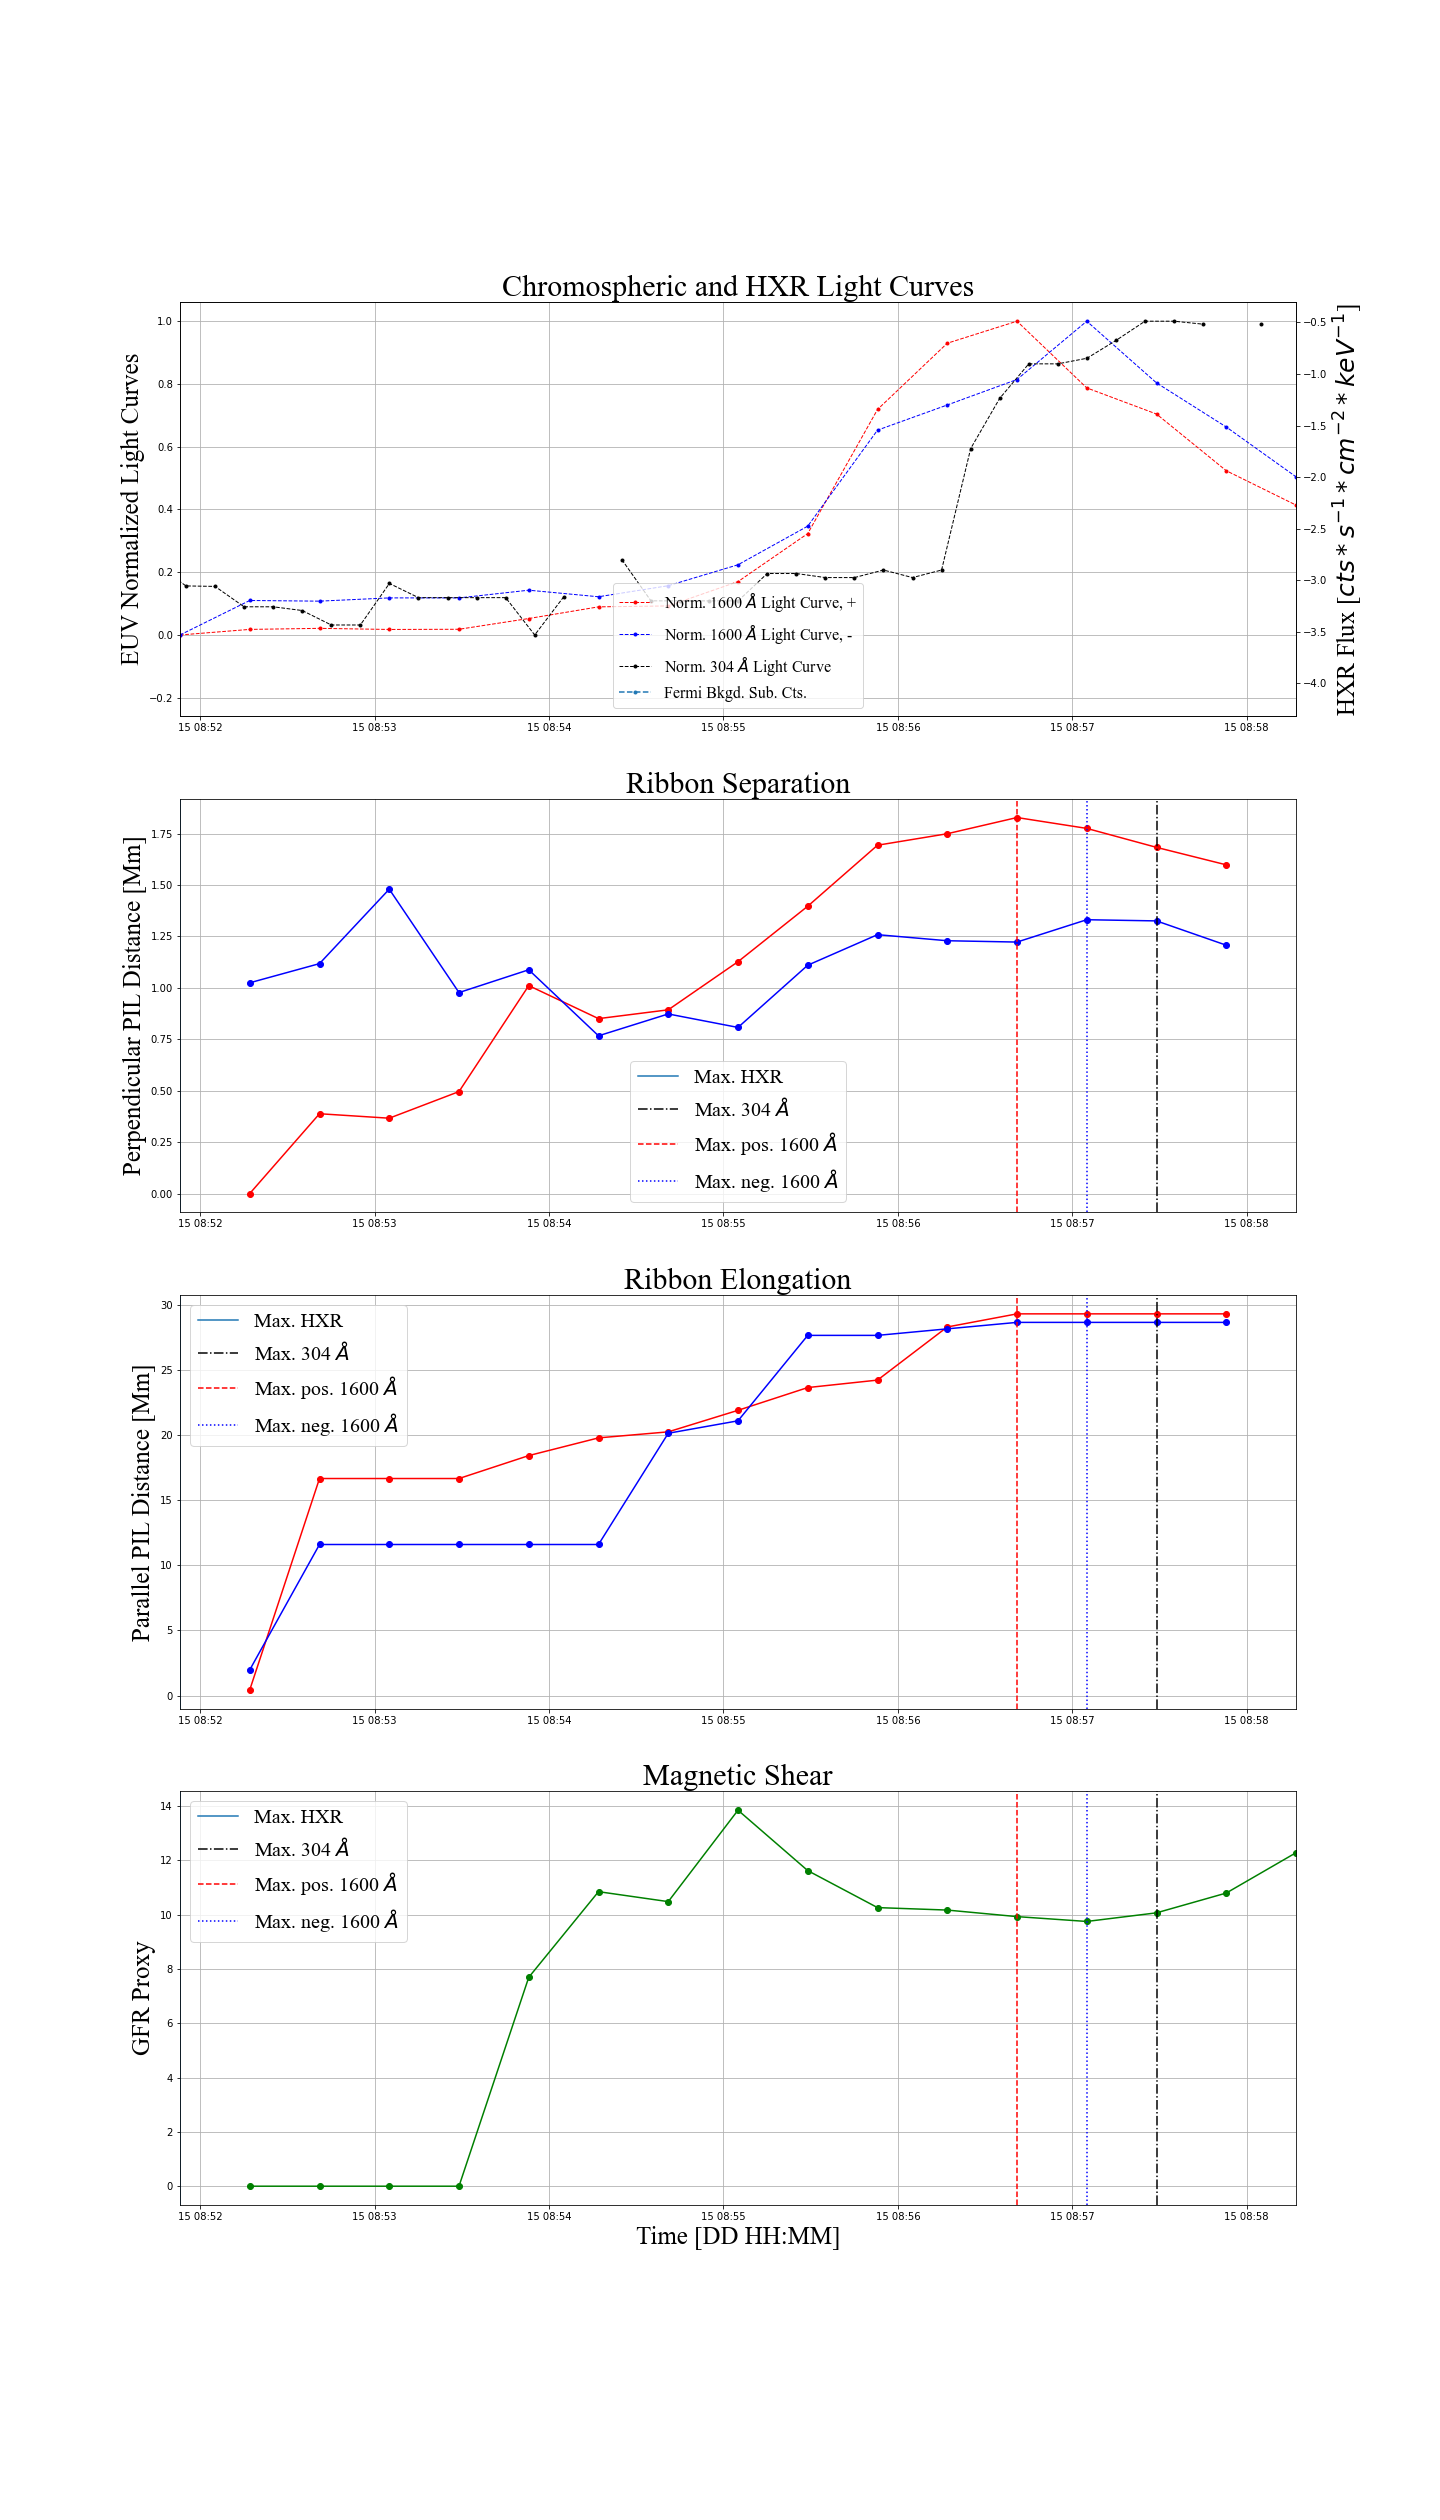 Chromospheric and HXR Light Curves
EUV Normalized Light Curves
1.0
0.8
0.6
0.4
0.2
0.0
−0.2
−0.5
−1.0
−1.5
−2.0
−2.5
−3.0
−3.5
−4.0
HXR Flux [cts * s⁻¹ * cm⁻² * keV⁻¹]
Norm. 1600 Å Light Curve, +
Norm. 1600 Å Light Curve, -
Norm. 304 Å Light Curve
Fermi Bkgd. Sub. Cts.
15 08:52 15 08:53 15 08:54 15 08:55 15 08:56 15 08:57 15 08:58
Ribbon Separation
Perpendicular PIL Distance [Mm]
1.75
1.50
1.25
1.00
0.75
0.50
0.25
0.00
Max. HXR
Max. 304 Å
Max. pos. 1600 Å
Max. neg. 1600 Å
15 08:52 15 08:53 15 08:54 15 08:55 15 08:56 15 08:57 15 08:58
Ribbon Elongation
Parallel PIL Distance [Mm]
30
25
20
15
10
5
0
Max. HXR
Max. 304 Å
Max. pos. 1600 Å
Max. neg. 1600 Å
15 08:52 15 08:53 15 08:54 15 08:55 15 08:56 15 08:57 15 08:58
Magnetic Shear
GFR Proxy
14
12
10
8
6
4
2
0
Max. HXR
Max. 304 Å
Max. pos. 1600 Å
Max. neg. 1600 Å
15 08:52 15 08:53 15 08:54 15 08:55 15 08:56 15 08:57 15 08:58
Time [DD HH:MM]